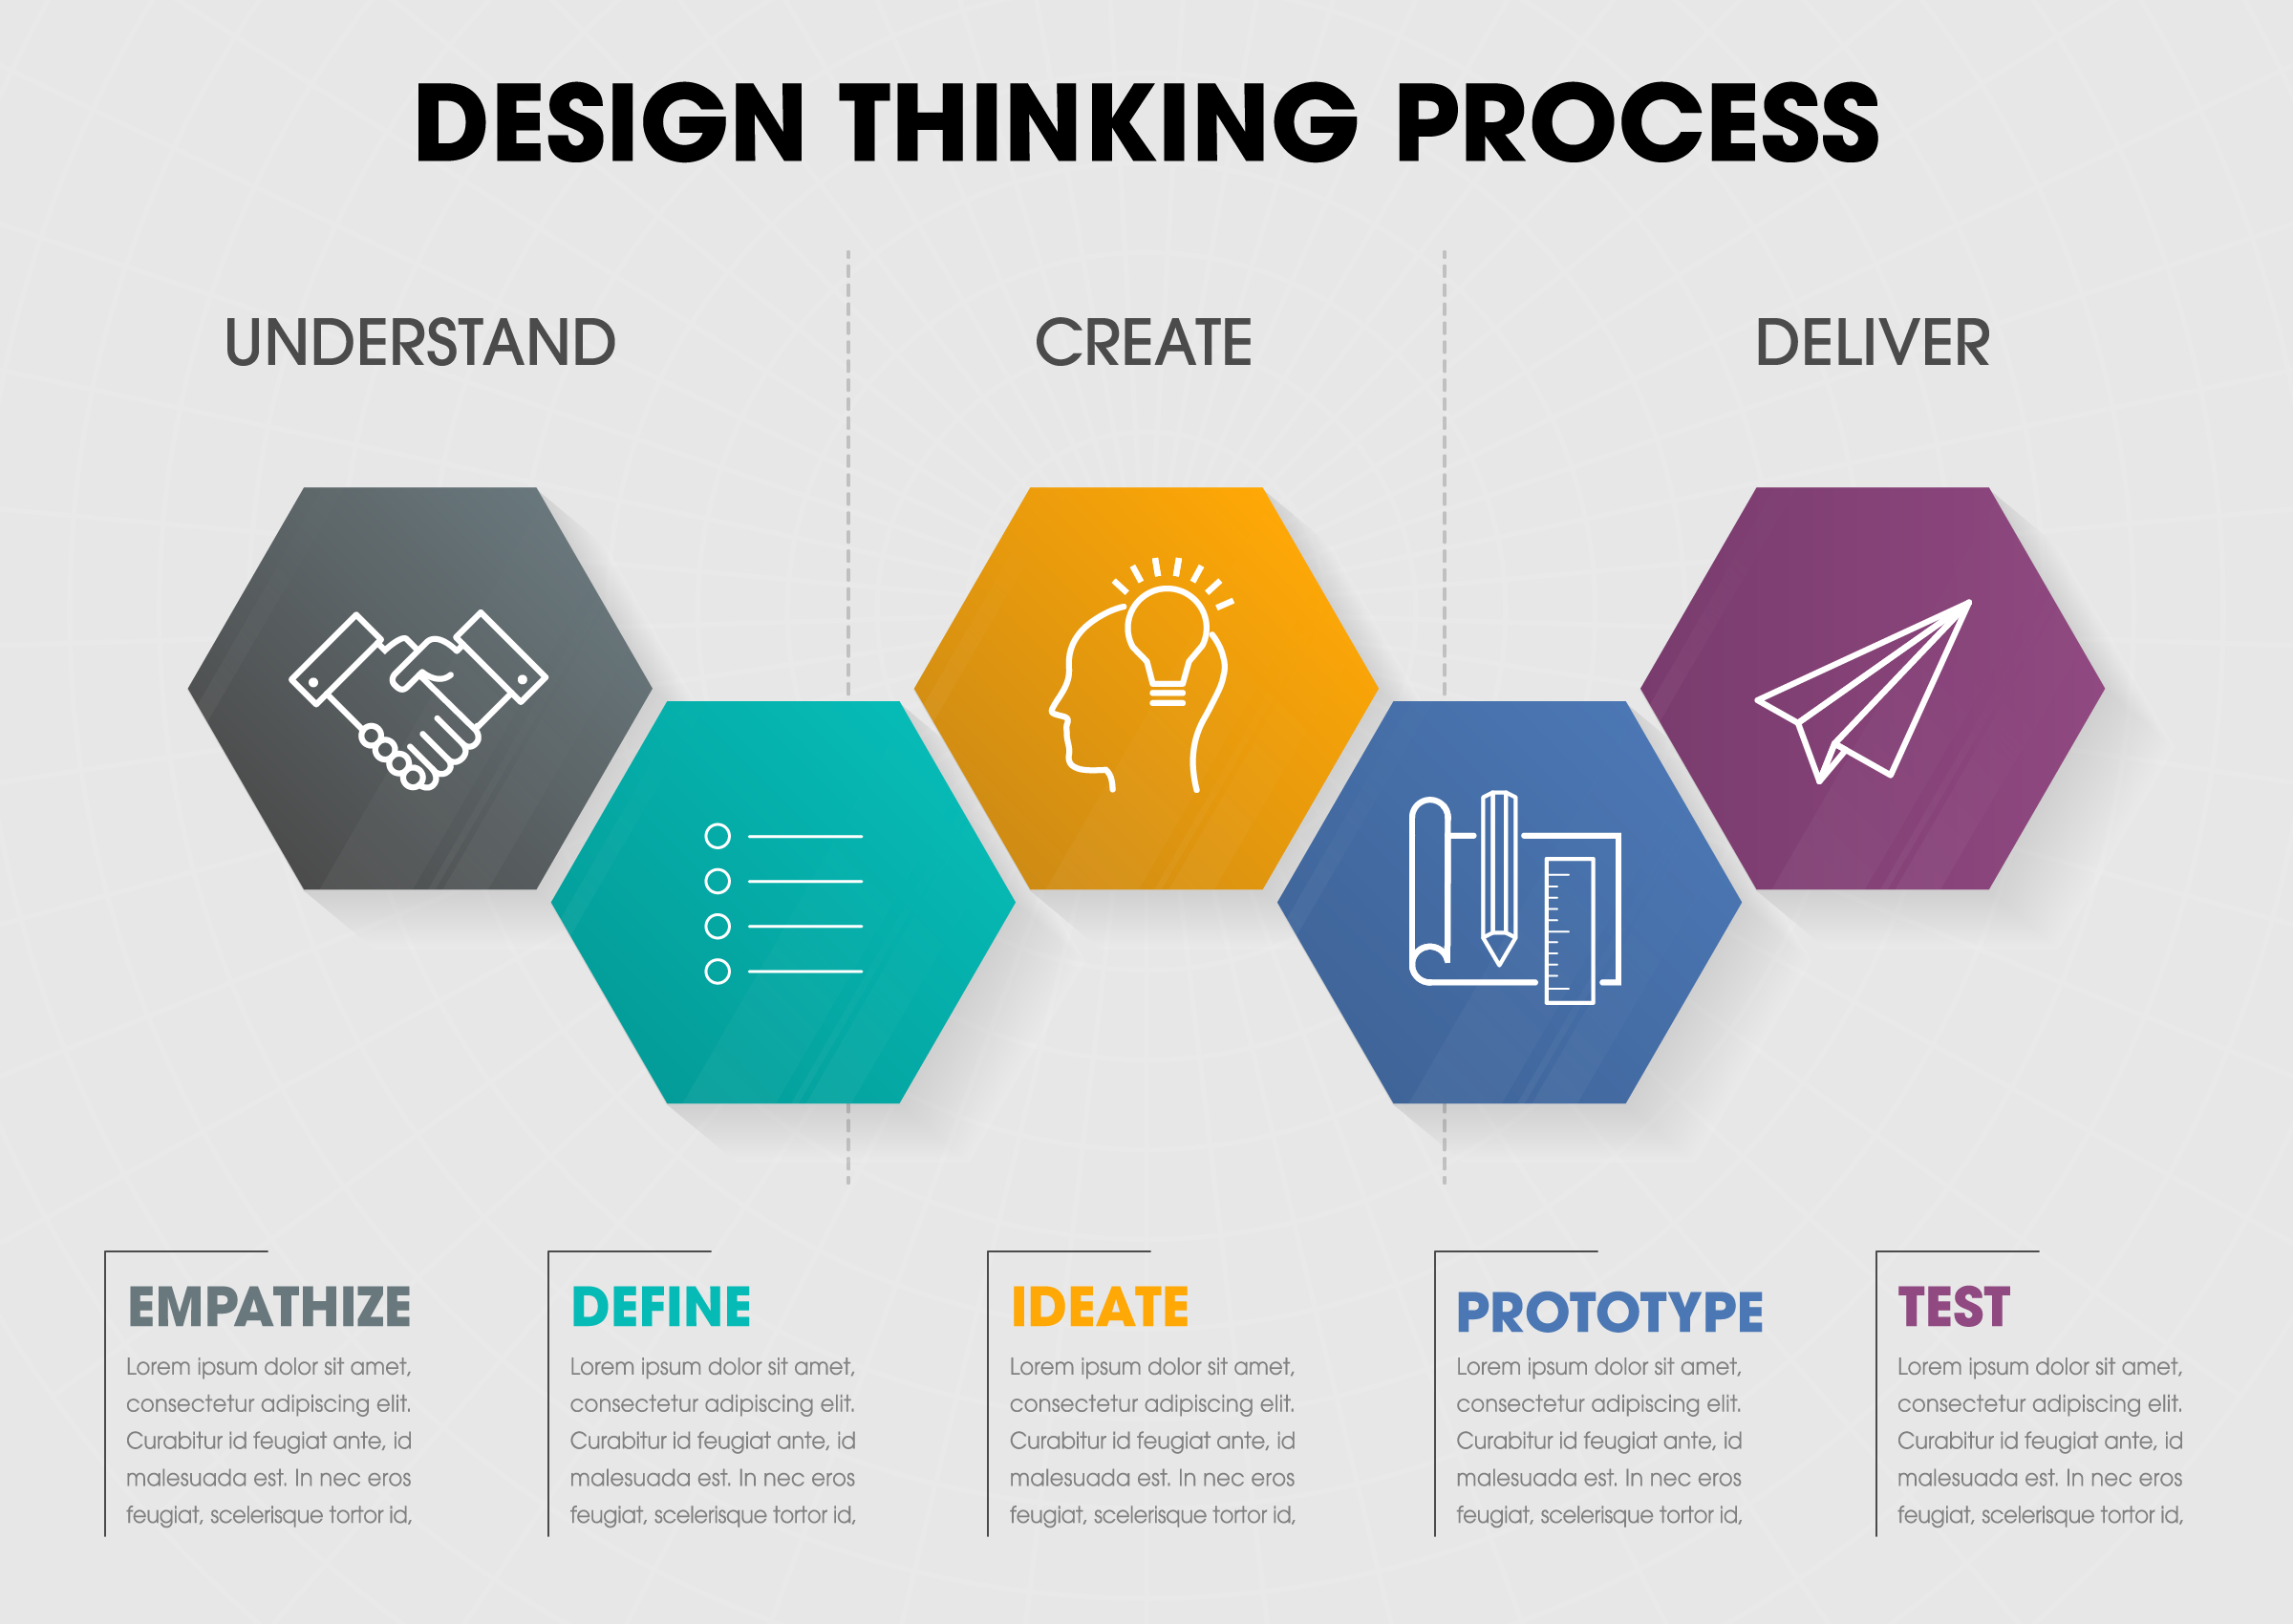 DESIGN THINKING PROCESS
UNDERSTAND
CREATE
DELIVER
EMPATHIZE
Lorem ipsum dolor sit amet,
consectetur adipiscing elit.
Curabitur id feugiat ante, id
malesuada est. In nec eros
feugiat, scelerisque tortor id,
DEFINE
Lorem ipsum dolor sit amet,
consectetur adipiscing elit.
Curabitur id feugiat ante, id
malesuada est. In nec eros
feugiat, scelerisque tortor id,
IDEATE
Lorem ipsum dolor sit amet,
consectetur adipiscing elit.
Curabitur id feugiat ante, id
malesuada est. In nec eros
feugiat, scelerisque tortor id,
PROTOTYPE
Lorem ipsum dolor sit amet,
consectetur adipiscing elit.
Curabitur id feugiat ante, id
malesuada est. In nec eros
feugiat, scelerisque tortor id,
TEST
Lorem ipsum dolor sit amet,
consectetur adipiscing elit.
Curabitur id feugiat ante, id
malesuada est. In nec eros
feugiat, scelerisque tortor id,